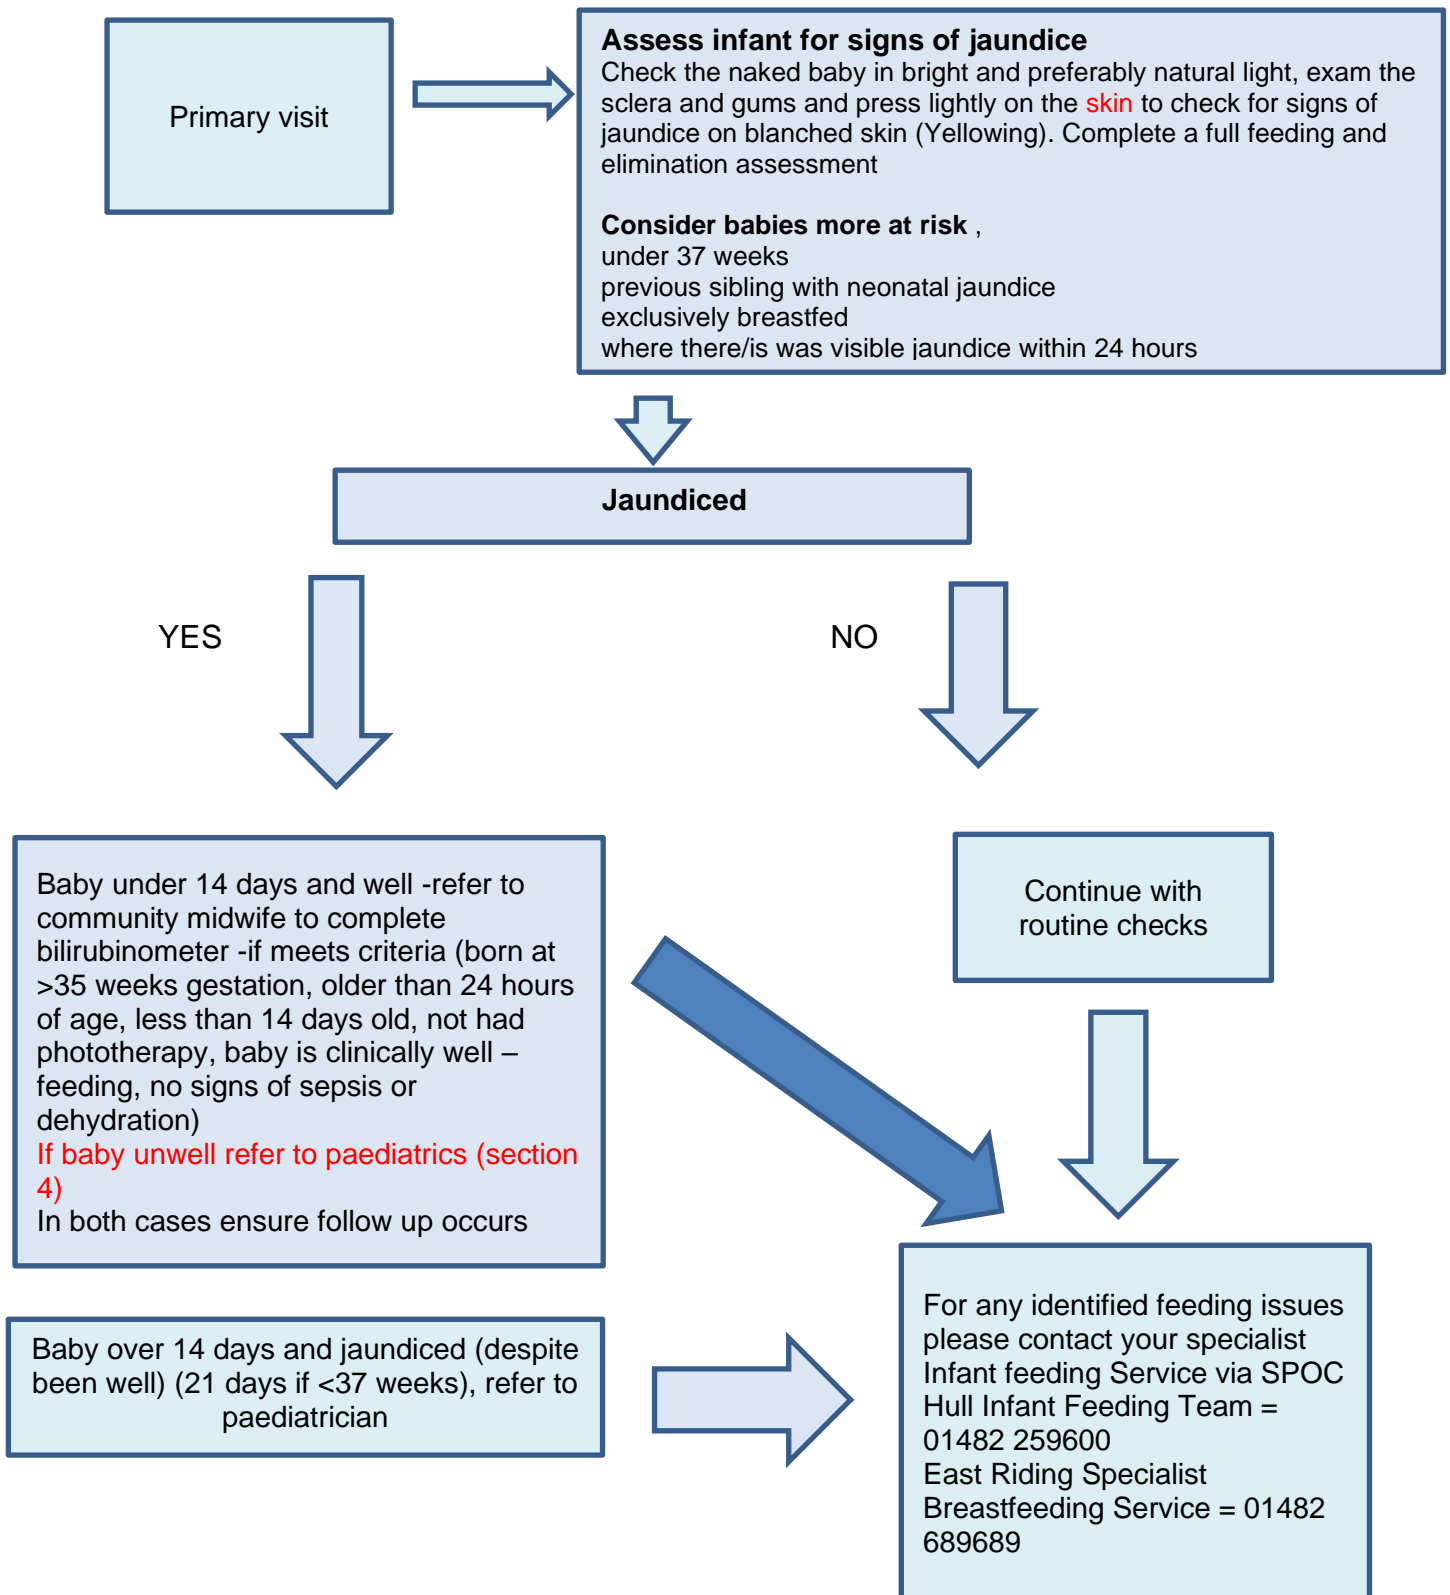 Primary visit
Assess infant for signs of jaundice
Check the naked baby in bright and preferably natural light, exam the
sclera and gums and press lightly on the skin to check for signs of
jaundice on blanched skin (Yellowing). Complete a full feeding and
elimination assessment
Consider babies more at risk ,
under 37 weeks
previous sibling with neonatal jaundice
exclusively breastfed
where there/is was visible jaundice within 24 hours
Jaundiced
YES
NO
Baby under 14 days and well -refer to
community midwife to complete
bilirubinometer -if meets criteria (born at
>35 weeks gestation, older than 24 hours
of age, less than 14 days old, not had
phototherapy, baby is clinically well –
feeding, no signs of sepsis or
dehydration)
If baby unwell refer to paediatrics (section
4)
In both cases ensure follow up occurs
Continue with
routine checks
Baby over 14 days and jaundiced (despite
been well) (21 days if <37 weeks), refer to
paediatrician
For any identified feeding issues
please contact your specialist
Infant feeding Service via SPOC
Hull Infant Feeding Team =
01482 259600
East Riding Specialist
Breastfeeding Service = 01482
689689